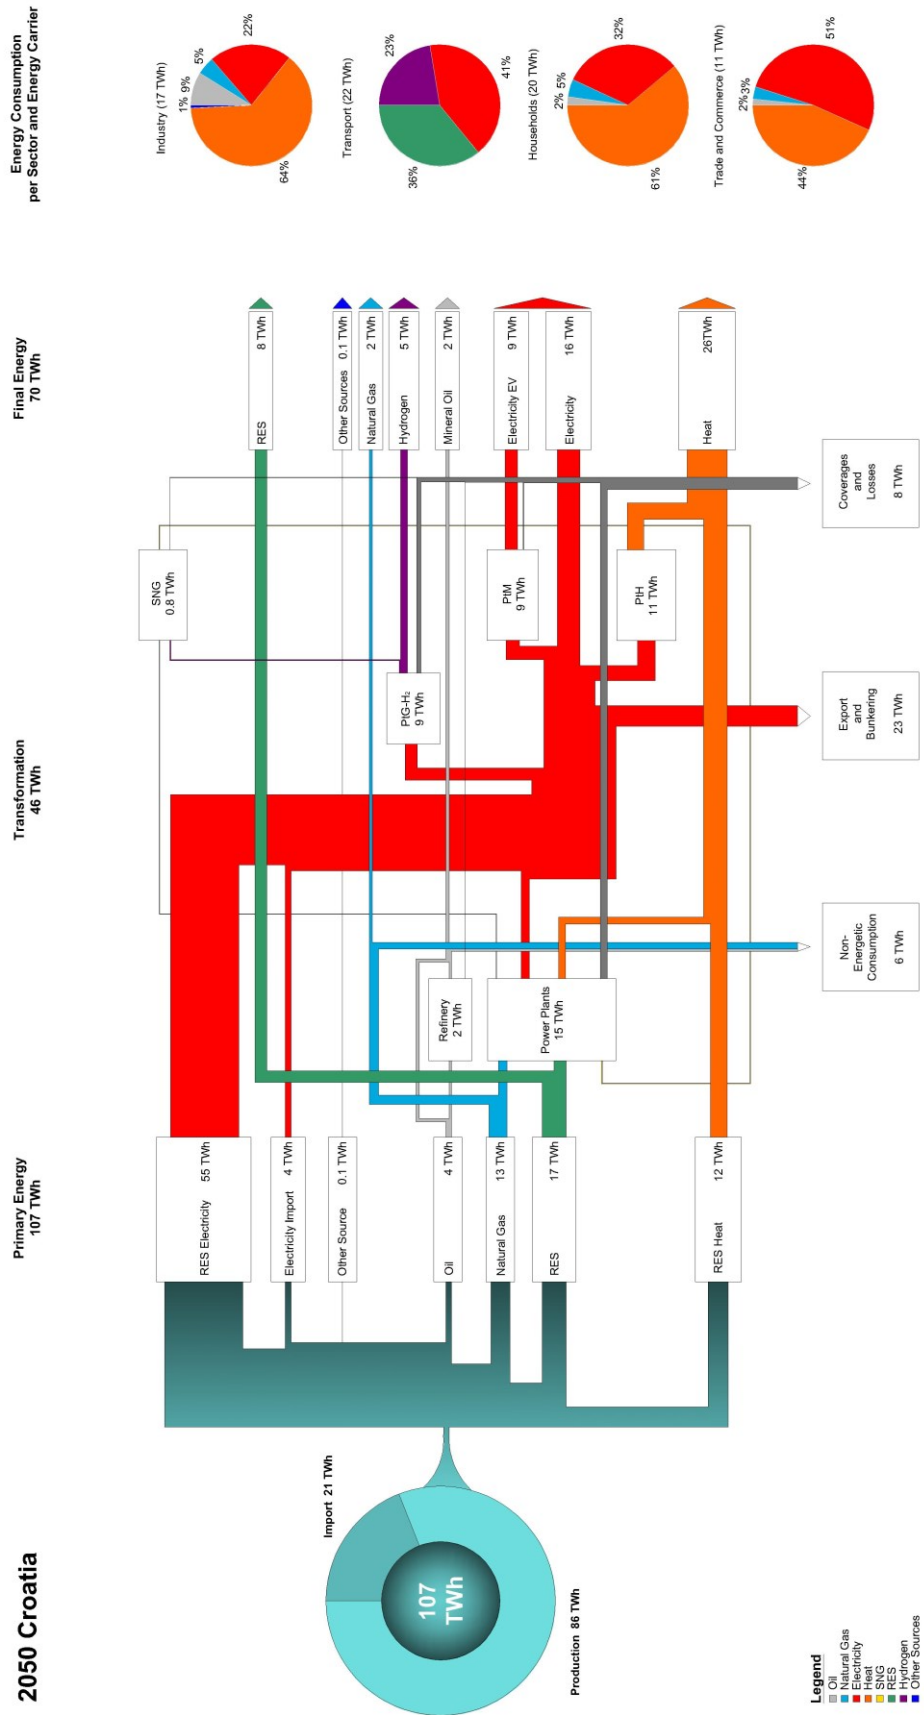 2050 Croatia
Primary Energy
107 TWh
Transformation
46 TWh
Final Energy
70 TWh
Energy Consumption
per Sector and Energy Carrier
Import 21 TWh
107
TWh
Production 86 TWh
RES Electricity 55 TWh
Electricity Import 4 TWh
Other Source 0.1 TWh
Oil 4 TWh
Natural Gas 13 TWh
RES 17 TWh
RES Heat 12 TWh
Refinery
2 TWh
Power Plants
15 TWh
PtG-H₂
9 TWh
SNG
0.8 TWh
PtM
9 TWh
PtH
11 TWh
RES 8 TWh
Other Sources 0.1 TWh
Natural Gas 2 TWh
Hydrogen 5 TWh
Mineral Oil 2 TWh
Electricity EV 9 TWh
Electricity 16 TWh
Heat 26TWh
Non-
Energetic
Consumption
6 TWh
Export
and
Bunkering
23 TWh
Coverages
and
Losses
8 TWh
Industry (17 TWh)
1% 9% 5% 22%
64%
Transport (22 TWh)
23%
41%
36%
Households (20 TWh)
2% 5% 32%
61%
Trade and Commerce (11 TWh)
2% 3% 51%
44%
Legend
Oil
Natural Gas
Electricity
Heat
SNG
RES
Hydrogen
Other Sources